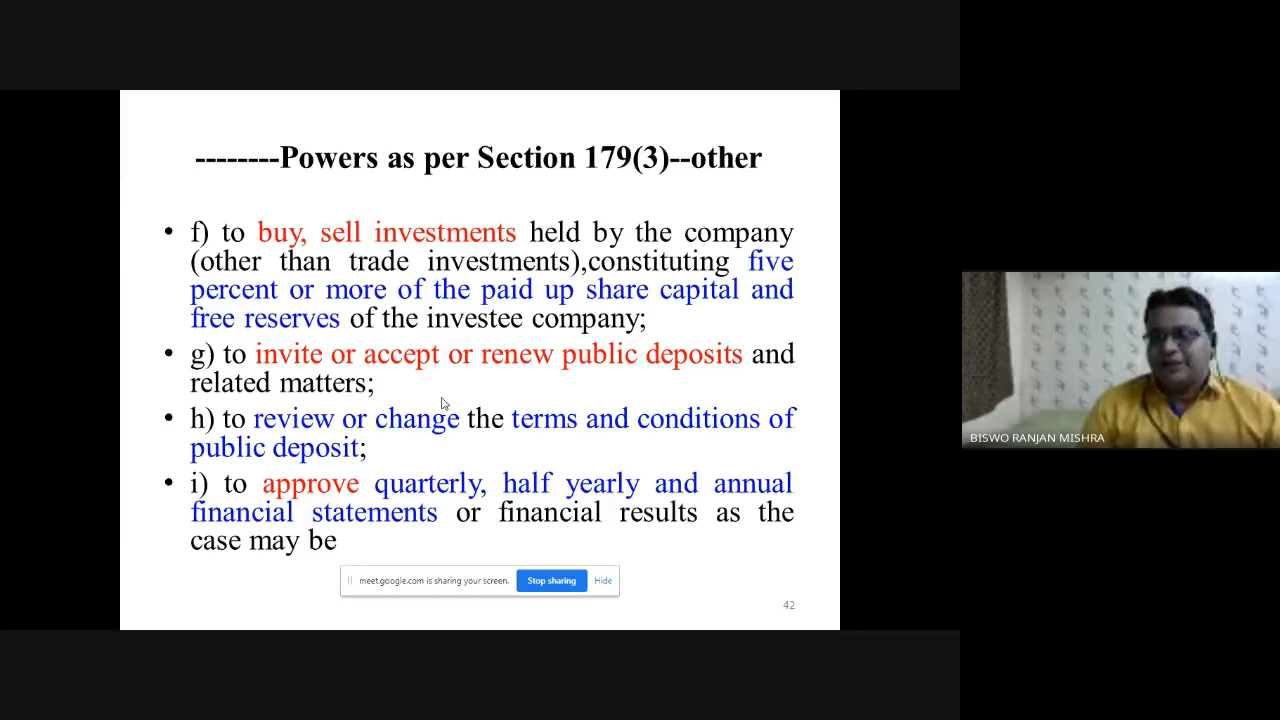 --------Powers as per Section 179(3)--other
• f) to buy, sell investments held by the company
(other than trade investments),constituting five
percent or more of the paid up share capital and
free reserves of the investee company;
• g) to invite or accept or renew public deposits and
related matters;
• h) to review or change the terms and conditions of
public deposit;
• i) to approve quarterly, half yearly and annual
financial statements or financial results as the
case may be
meet.google.com is sharing your screen. Stop sharing Hide
42
BISWO RANJAN MISHRA